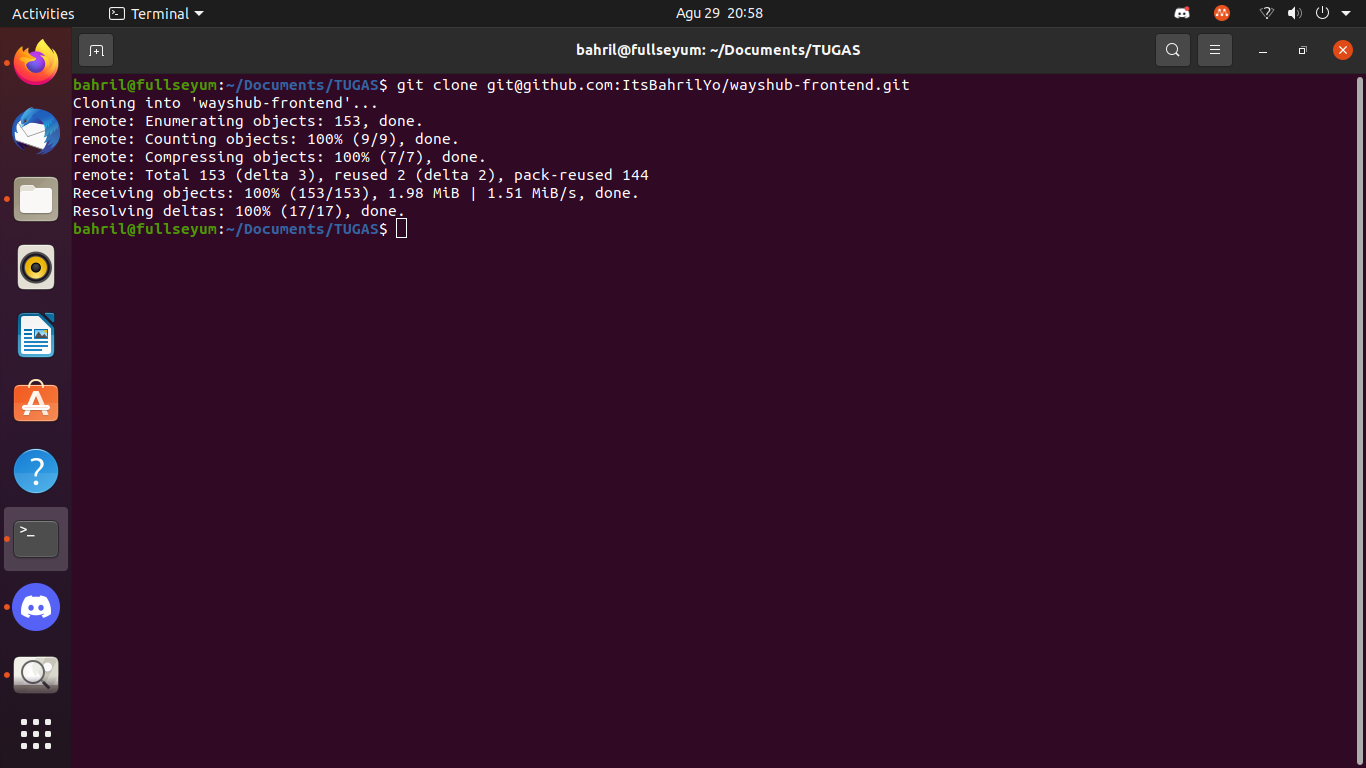 Activities Terminal Agu 29 20:58
bahril@fullseyum: ~/Documents/TUGAS
bahril@fullseyum:~/Documents/TUGAS$ git clone git@github.com:ItsBahrilYo/wayshub-frontend.git
Cloning into 'wayshub-frontend'...
remote: Enumerating objects: 153, done.
remote: Counting objects: 100% (9/9), done.
remote: Compressing objects: 100% (7/7), done.
remote: Total 153 (delta 3), reused 2 (delta 2), pack-reused 144
Receiving objects: 100% (153/153), 1.98 MiB | 1.51 MiB/s, done.
Resolving deltas: 100% (17/17), done.
bahril@fullseyum:~/Documents/TUGAS$